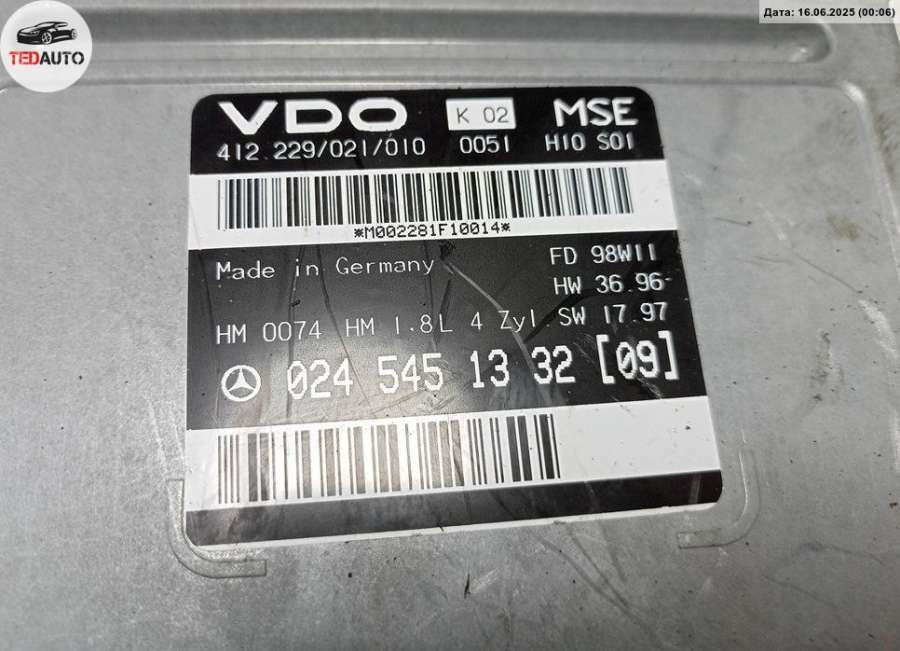 Дата: 16.06.2025 (00:06)
TEDAUTO
VDO K 02 MSE
412.229/021/010 0051 H10 S01
*M002281F10014*
Made in Germany FD 98W11
HW 36.96
HM 0074 HM 1.8L 4 Zyl. SW 17.97
024 545 13 32 [09]